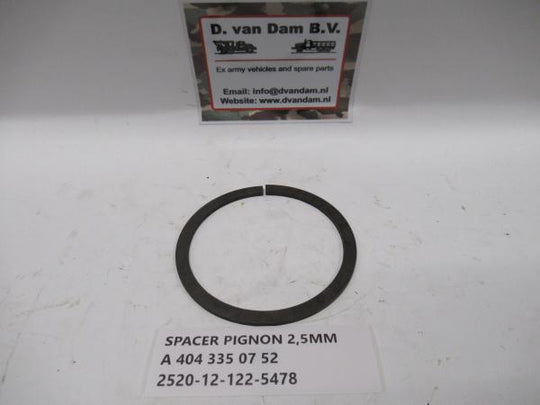 D. van Dam B.V.
Ex army vehicles and spare parts
Email: info@dvandam.nl
Website: www.dvandam.nl
SPACER PIGNON 2,5MM
A 404 335 07 52
2520-12-122-5478